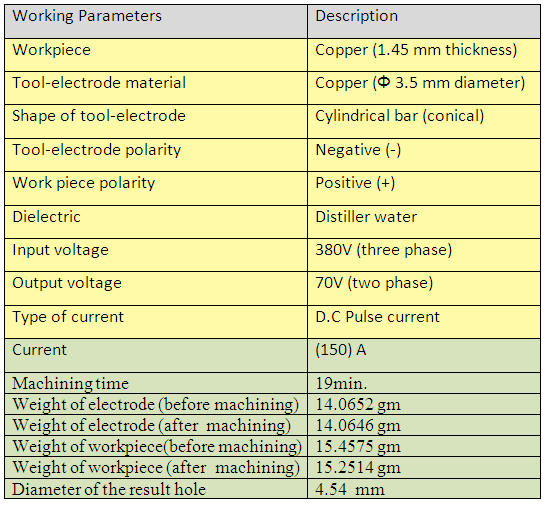 Working Parameters Description
Workpiece Copper (1.45 mm thickness)
Tool-electrode material Copper (Φ 3.5 mm diameter)
Shape of tool-electrode Cylindrical bar (conical)
Tool-electrode polarity Negative (-)
Work piece polarity Positive (+)
Dielectric Distiller water
Input voltage 380V (three phase)
Output voltage 70V (two phase)
Type of current D.C Pulse current
Current (150) A
Machining time 19min.
Weight of electrode (before machining) 14.0652 gm
Weight of electrode (after machining) 14.0646 gm
Weight of workpiece(before machining) 15.4575 gm
Weight of workpiece (after machining) 15.2514 gm
Diameter of the result hole 4.54 mm